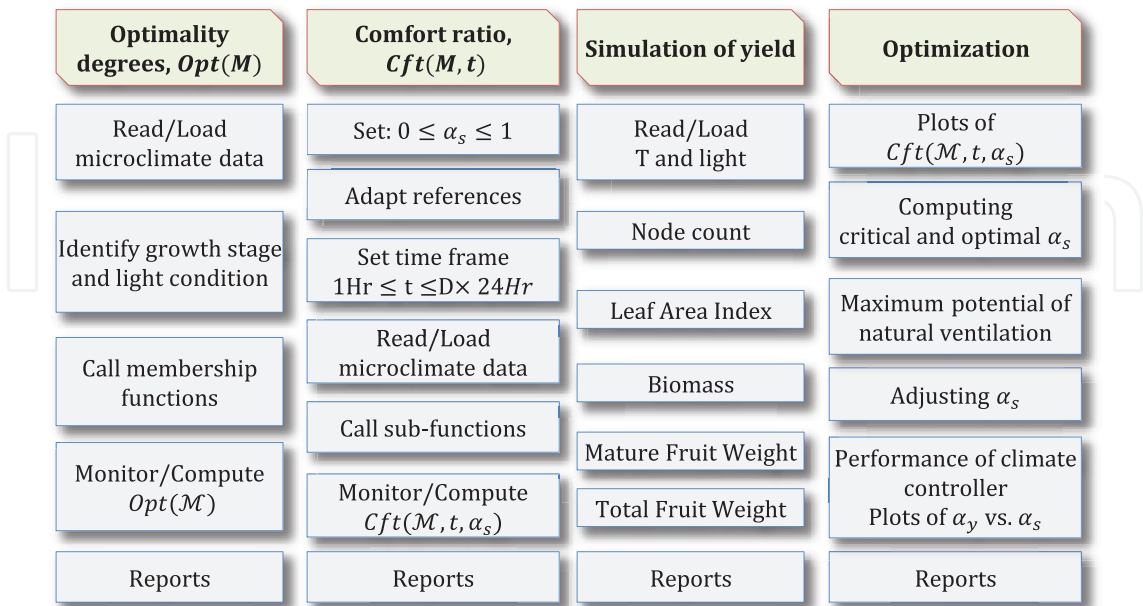 Optimality
degrees, Opt(M)
Read/Load
microclimate data
Identify growth stage
and light condition
Call membership
functions
Monitor/Compute
Opt(ℳ)
Reports
Comfort ratio,
Cft(M, t)
Set: 0 ≤ αₛ ≤ 1
Adapt references
Set time frame
1Hr ≤ t ≤D× 24Hr
Read/Load
microclimate data
Call sub-functions
Monitor/Compute
Cft(ℳ, t, αₛ)
Reports
Simulation of yield
Read/Load
T and light
Node count
Leaf Area Index
Biomass
Mature Fruit Weight
Total Fruit Weight
Reports
Optimization
Plots of
Cft(ℳ, t, αₛ)
Computing
critical and optimal αₛ
Maximum potential of
natural ventilation
Adjusting αₛ
Performance of climate
controller
Plots of α_y vs. αₛ
Reports